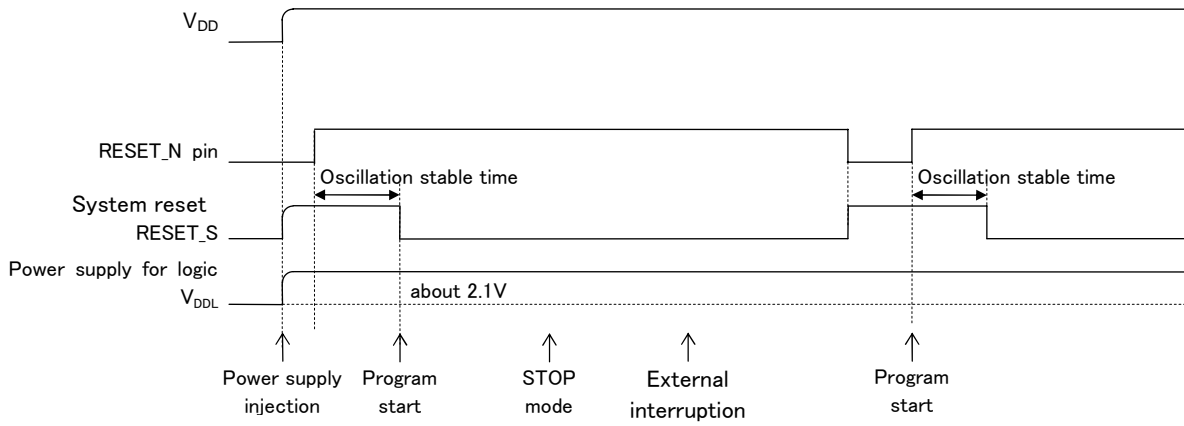 VDD
RESET_N pin
Oscillation stable time
Oscillation stable time
System reset
RESET_S
Power supply for logic
VDDL
about 2.1V
Power supply
injection
Program
start
STOP
mode
External
interruption
Program
start